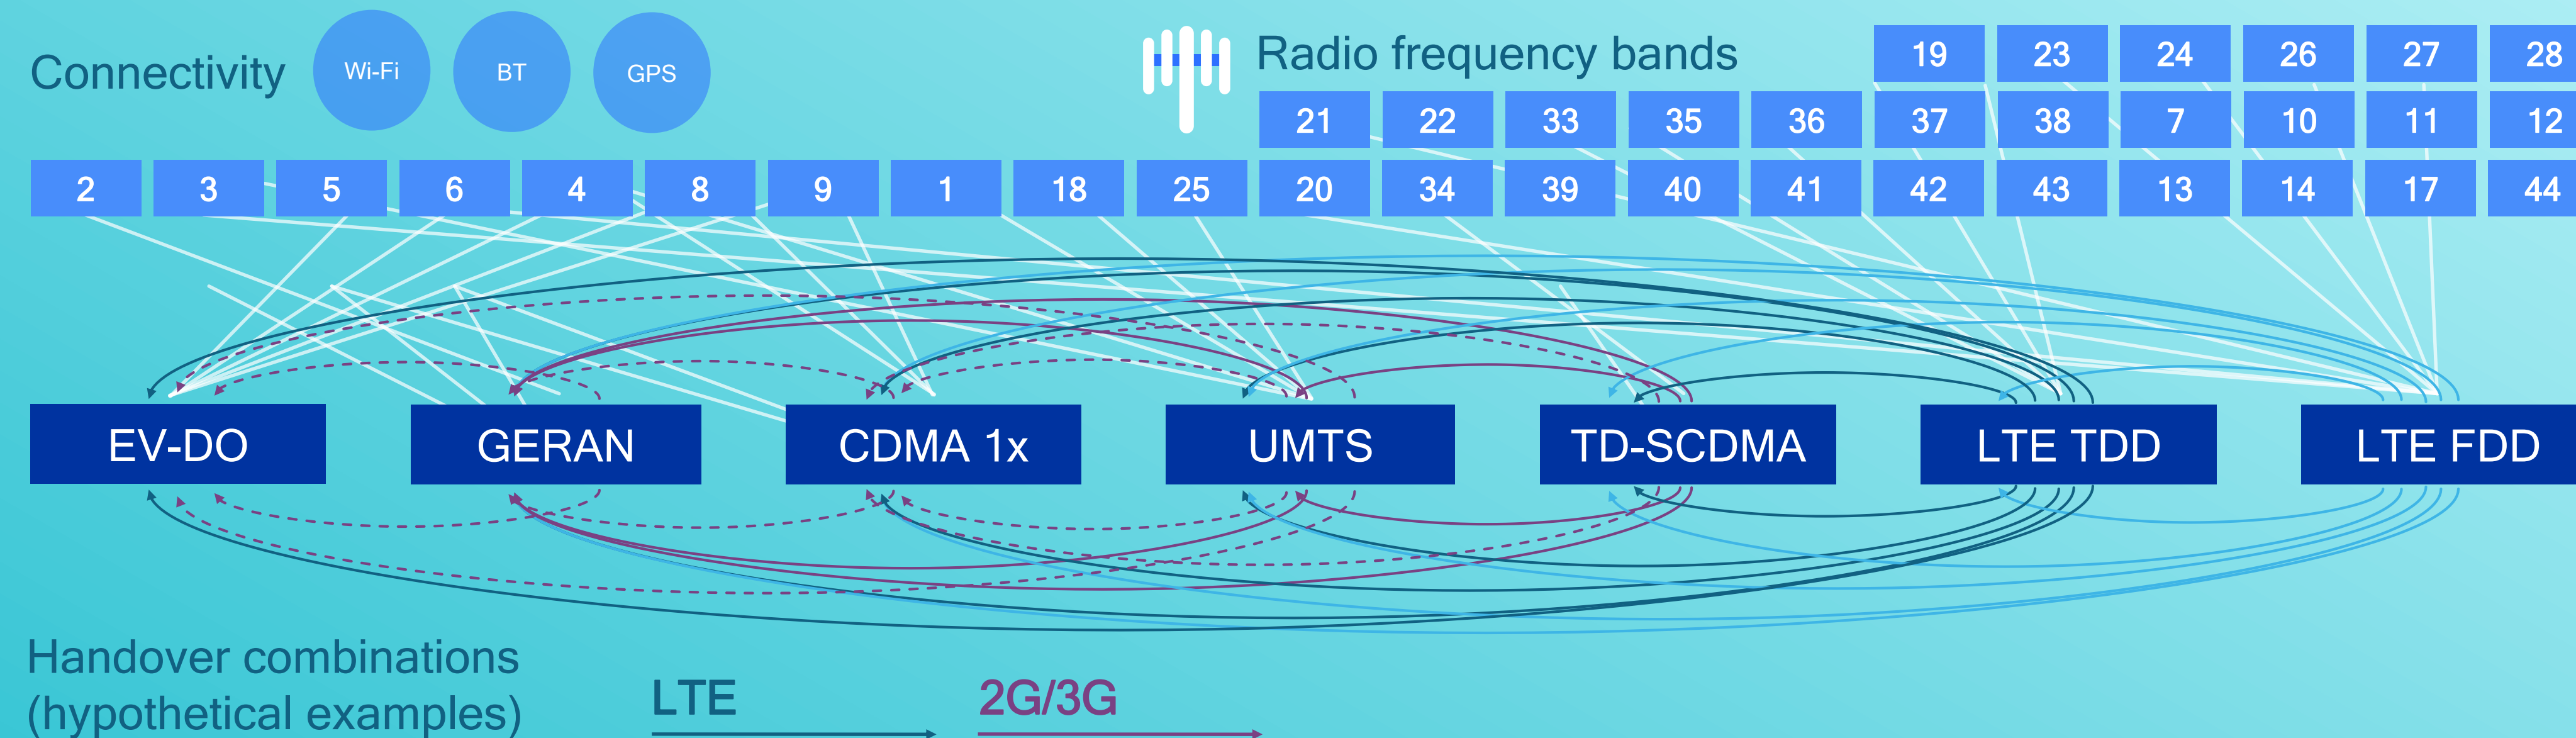 Connectivity Wi-Fi BT GPS
Radio frequency bands
19 23 24 26 27 28
21 22 33 35 36 37 38 7 10 11 12
2 3 5 6 4 8 9 1 18 25 20 34 39 40 41 42 43 13 14 17 44
EV-DO GERAN CDMA 1x UMTS TD-SCDMA LTE TDD LTE FDD
Handover combinations
(hypothetical examples)
LTE 2G/3G